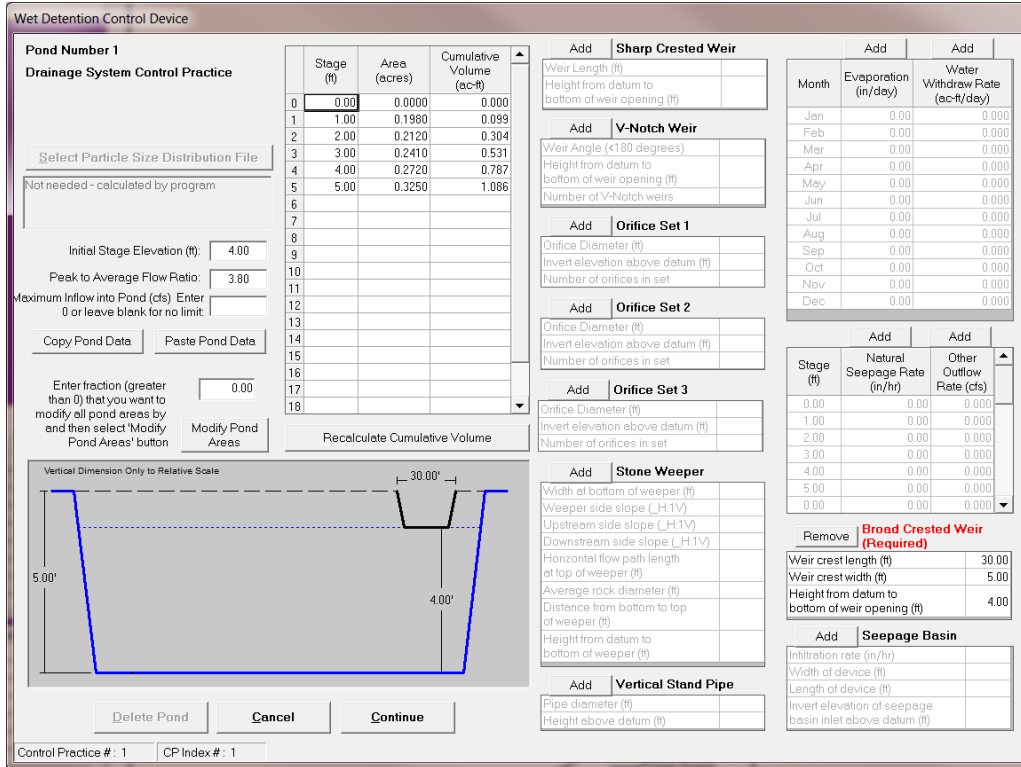 Wet Detention Control Device
Pond Number 1
Drainage System Control Practice
Select Particle Size Distribution File
Not needed - calculated by program
Initial Stage Elevation (ft): 4.00
Peak to Average Flow Ratio: 3.80
Maximum Inflow into Pond (cfs) Enter
0 or leave blank for no limit:
Copy Pond Data Paste Pond Data
Enter fraction (greater
than 0) that you want to
modify all pond areas by
and then select 'Modify
Pond Areas' button
0.00
Modify Pond
Areas
Stage
(ft)
Area
(acres)
Cumulative
Volume
(ac-ft)
0 0.00 0.0000 0.000
1 1.00 0.1980 0.099
2 2.00 0.2120 0.304
3 3.00 0.2410 0.531
4 4.00 0.2720 0.787
5 5.00 0.3250 1.086
6
7
8
9
10
11
12
13
14
15
16
17
18
Recalculate Cumulative Volume
Vertical Dimension Only to Relative Scale
30.00'
5.00'
4.00'
Delete Pond Cancel Continue
Control Practice #: 1 CP Index #: 1
Add Sharp Crested Weir
Weir Length (ft)
Height from datum to
bottom of weir opening (ft)
Add V-Notch Weir
Weir Angle (<180 degrees)
Height from datum to
bottom of weir opening (ft)
Number of V-Notch weirs
Add Orifice Set 1
Orifice Diameter (ft)
Invert elevation above datum (ft)
Number of orifices in set
Add Orifice Set 2
Orifice Diameter (ft)
Invert elevation above datum (ft)
Number of orifices in set
Add Orifice Set 3
Orifice Diameter (ft)
Invert elevation above datum (ft)
Number of orifices in set
Add Stone Weeper
Width at bottom of weeper (ft)
Weeper side slope (_H:1V)
Upstream side slope (_H:1V)
Downstream side slope (_H:1V)
Horizontal flow path length
at top of weeper (ft)
Average rock diameter (ft)
Distance from bottom to top
of weeper (ft)
Height from datum to
bottom of weeper (ft)
Add Vertical Stand Pipe
Pipe diameter (ft)
Height above datum (ft)
Add Add
Month
Evaporation
(in/day)
Water
Withdraw Rate
(ac-ft/day)
Jan 0.00 0.000
Feb 0.00 0.000
Mar 0.00 0.000
Apr 0.00 0.000
May 0.00 0.000
Jun 0.00 0.000
Jul 0.00 0.000
Aug 0.00 0.000
Sep 0.00 0.000
Oct 0.00 0.000
Nov 0.00 0.000
Dec 0.00 0.000
Add Add
Stage
(ft)
Natural
Seepage Rate
(in/hr)
Other
Outflow
Rate (cfs)
0.00 0.00 0.000
1.00 0.00 0.000
2.00 0.00 0.000
3.00 0.00 0.000
4.00 0.00 0.000
5.00 0.00 0.000
0.00 0.00 0.000
Remove Broad Crested Weir
(Required)
Weir crest length (ft) 30.00
Weir crest width (ft) 5.00
Height from datum to
bottom of weir opening (ft) 4.00
Add Seepage Basin
Infiltration rate (in/hr)
Width of device (ft)
Length of device (ft)
Invert elevation of seepage
basin inlet above datum (ft)